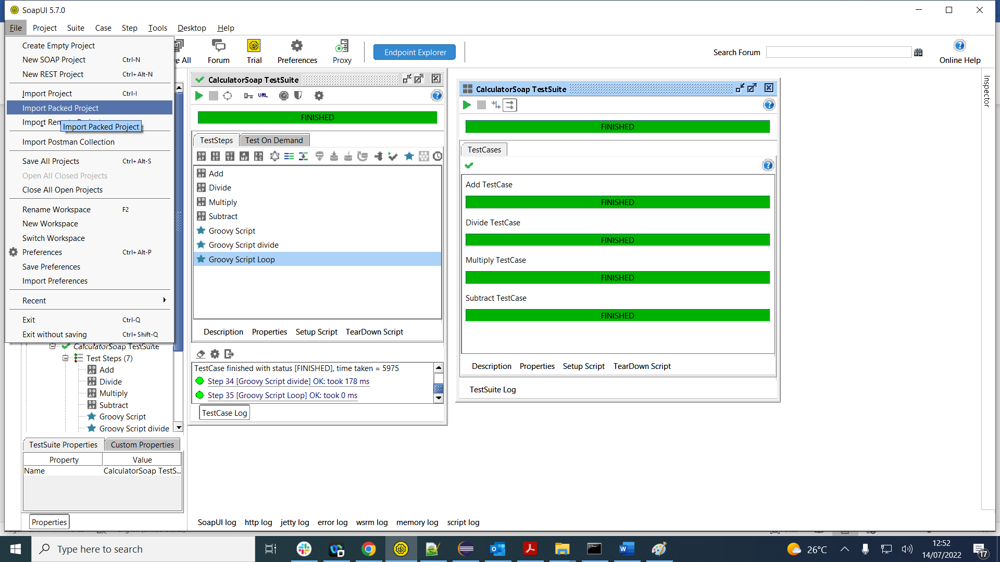 SoapUI 5.7.0
File Project Suite Case Step Tools Desktop Help
Create Empty Project
New SOAP Project Ctrl-N
New REST Project Ctrl+Alt-N
Import Project Ctrl-I
Import Packed Project
Import Packed Project
Import Postman Collection
Save All Projects Ctrl+Alt-S
Open All Closed Projects
Close All Open Projects
Rename Workspace F2
New Workspace
Switch Workspace
Preferences Ctrl+Alt-P
Save Preferences
Import Preferences
Recent
Exit Ctrl-Q
Exit without saving Ctrl+Shift-Q
All Forum Trial Preferences Proxy
Endpoint Explorer
Search Forum
Online Help
Inspector
CalculatorSoap TestSuite
URL
FINISHED
TestSteps Test On Demand
Add
Divide
Multiply
Subtract
Groovy Script
Groovy Script divide
Groovy Script Loop
Description Properties Setup Script TearDown Script
TestCase finished with status [FINISHED], time taken = 5975
Step 34 [Groovy Script divide] OK: took 178 ms
Step 35 [Groovy Script Loop] OK: took 0 ms
TestCase Log
CalculatorSoap TestSuite
FINISHED
TestCases
Add TestCase
FINISHED
Divide TestCase
FINISHED
Multiply TestCase
FINISHED
Subtract TestCase
FINISHED
Description Properties Setup Script TearDown Script
TestSuite Log
CalculatorSoap TestSuite
Test Steps (7)
Add
Divide
Multiply
Subtract
Groovy Script
Groovy Script divide
TestSuite Properties Custom Properties
Property Value
Name CalculatorSoap TestS...
Properties
SoapUI log http log jetty log error log wsrm log memory log script log
Type here to search
26°C
12:52
14/07/2022
17